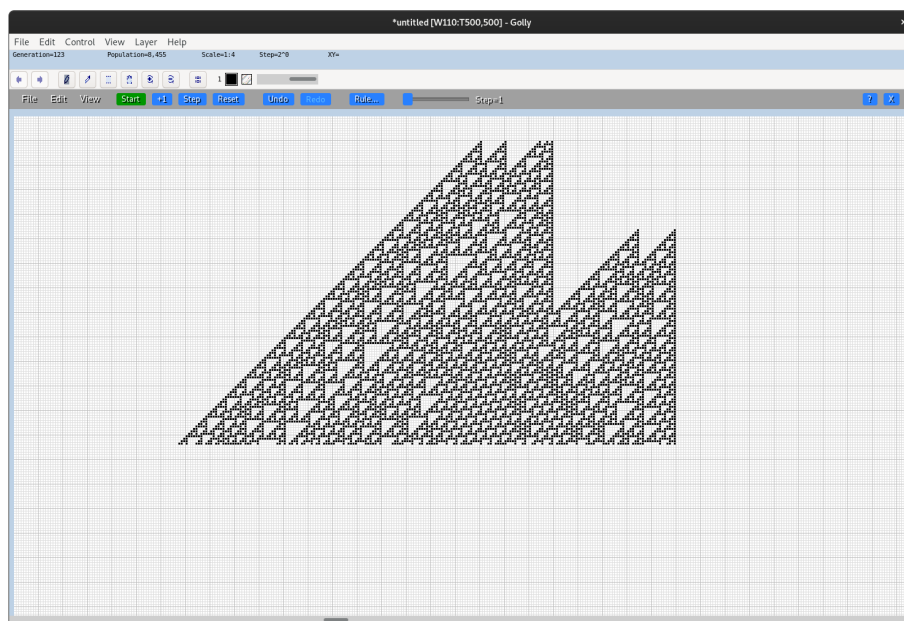 *untitled [W110:T500,500] - Golly
File Edit Control View Layer Help
Generation=123 Population=8,455 Scale=1:4 Step=2^0 XY=
1
File Edit View Start +1 Step Reset Undo Redo Rule... Step=1 ? X